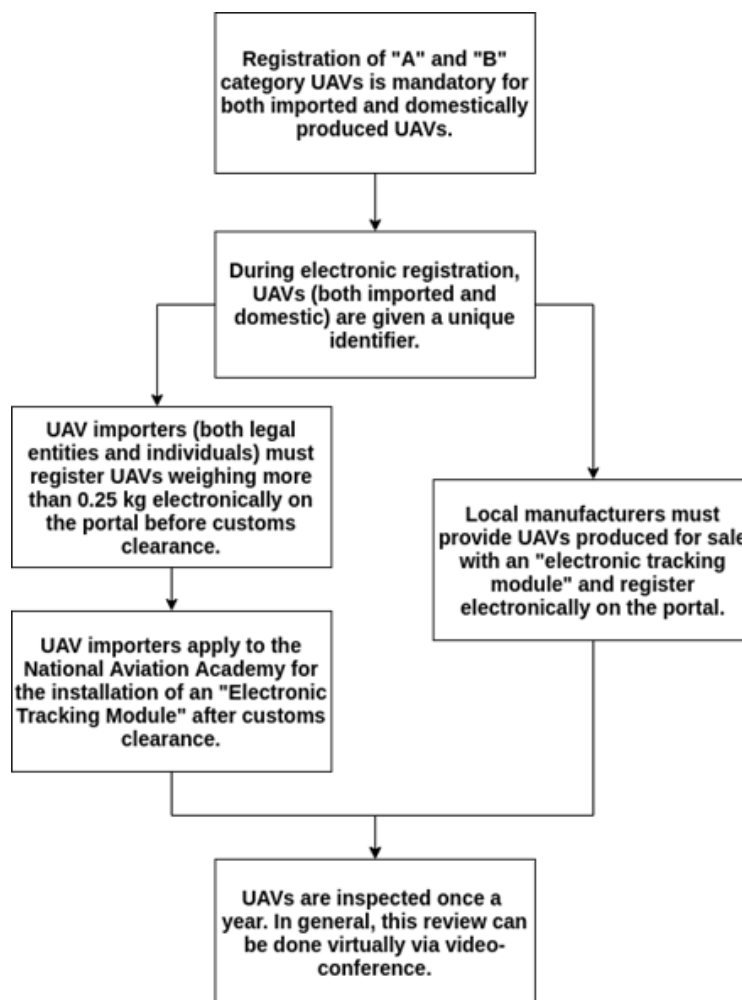 Registration of "A" and "B"
category UAVs is mandatory for
both imported and domestically
produced UAVs.
During electronic registration,
UAVs (both imported and
domestic) are given a unique
identifier.
UAV importers (both legal
entities and individuals) must
register UAVs weighing more
than 0.25 kg electronically on
the portal before customs
clearance.
Local manufacturers must
provide UAVs produced for sale
with an "electronic tracking
module" and register
electronically on the portal.
UAV importers apply to the
National Aviation Academy for
the installation of an "Electronic
Tracking Module" after customs
clearance.
UAVs are inspected once a
year. In general, this review can
be done virtually via video-
conference.